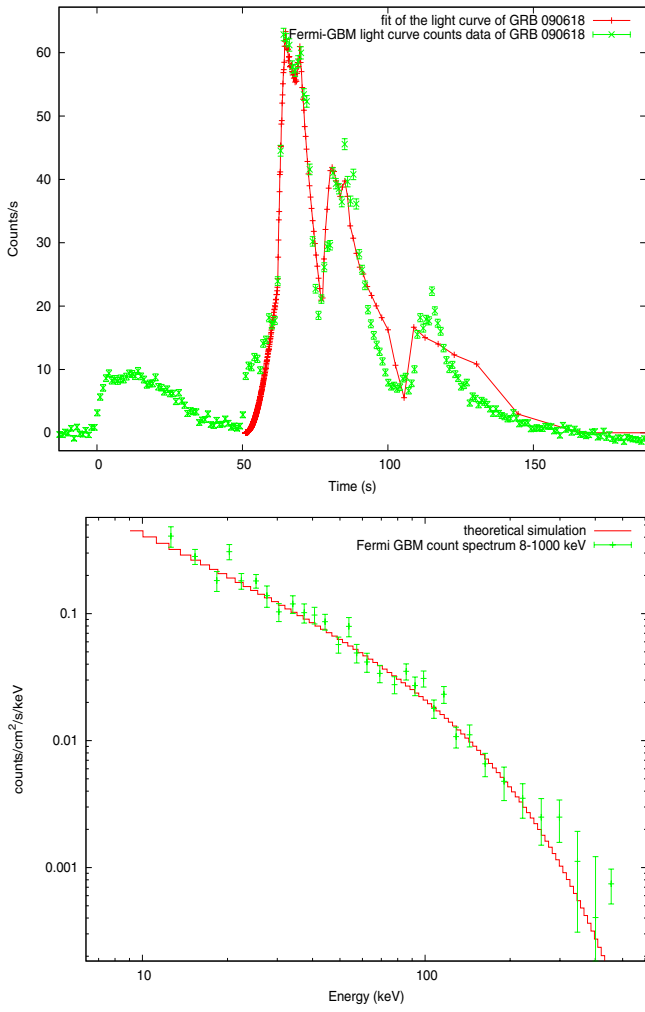 fit of the light curve of GRB 090618
Fermi-GBM light curve counts data of GRB 090618
60
50
40
30
20
10
0
Counts/s
0 50 100 150
Time (s)
theoretical simulation
Fermi GBM count spectrum 8-1000 keV
0.1
0.01
0.001
counts/cm^2/s/keV
10 100
Energy (keV)